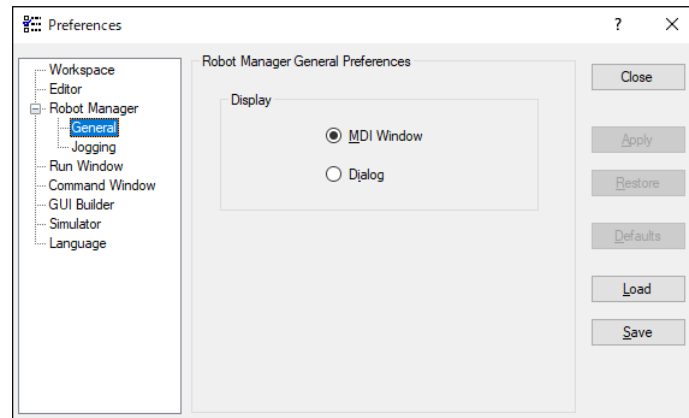 Preferences
?
Workspace
Editor
Robot Manager
General
Jogging
Run Window
Command Window
GUI Builder
Simulator
Language
Robot Manager General Preferences
Display
MDI Window
Dialog
Close
Apply
Restore
Defaults
Load
Save